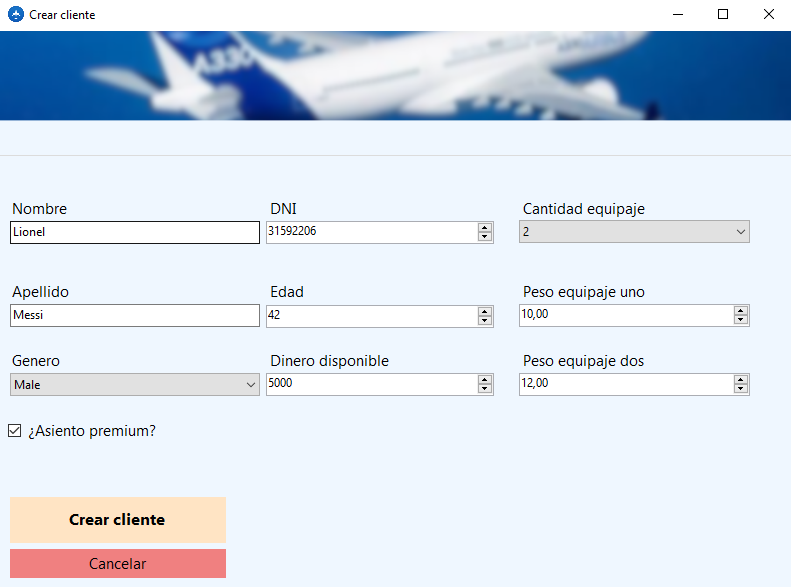 Crear cliente
A330
Nombre
DNI
Cantidad equipaje
Lionel
31592206
2
Apellido
Edad
Peso equipaje uno
Messi
42
10,00
Genero
Dinero disponible
Peso equipaje dos
Male
5000
12,00
¿Asiento premium?
Crear cliente
Cancelar